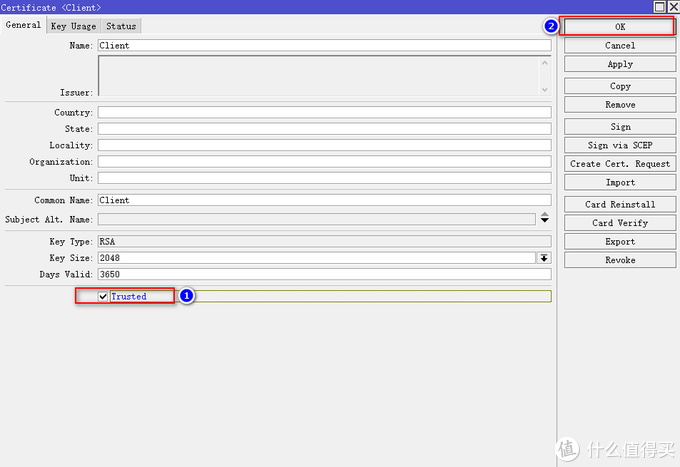 Certificate <Client>
General Key Usage Status
Name: Client
Issuer:
Country:
State:
Locality:
Organization:
Unit:
Common Name: Client
Subject Alt. Name:
Key Type: RSA
Key Size: 2048
Days Valid: 3650
Trusted 1
2 OK
Cancel
Apply
Copy
Remove
Sign
Sign via SCEP
Create Cert. Request
Import
Card Reinstall
Card Verify
Export
Revoke
值 什么值得买